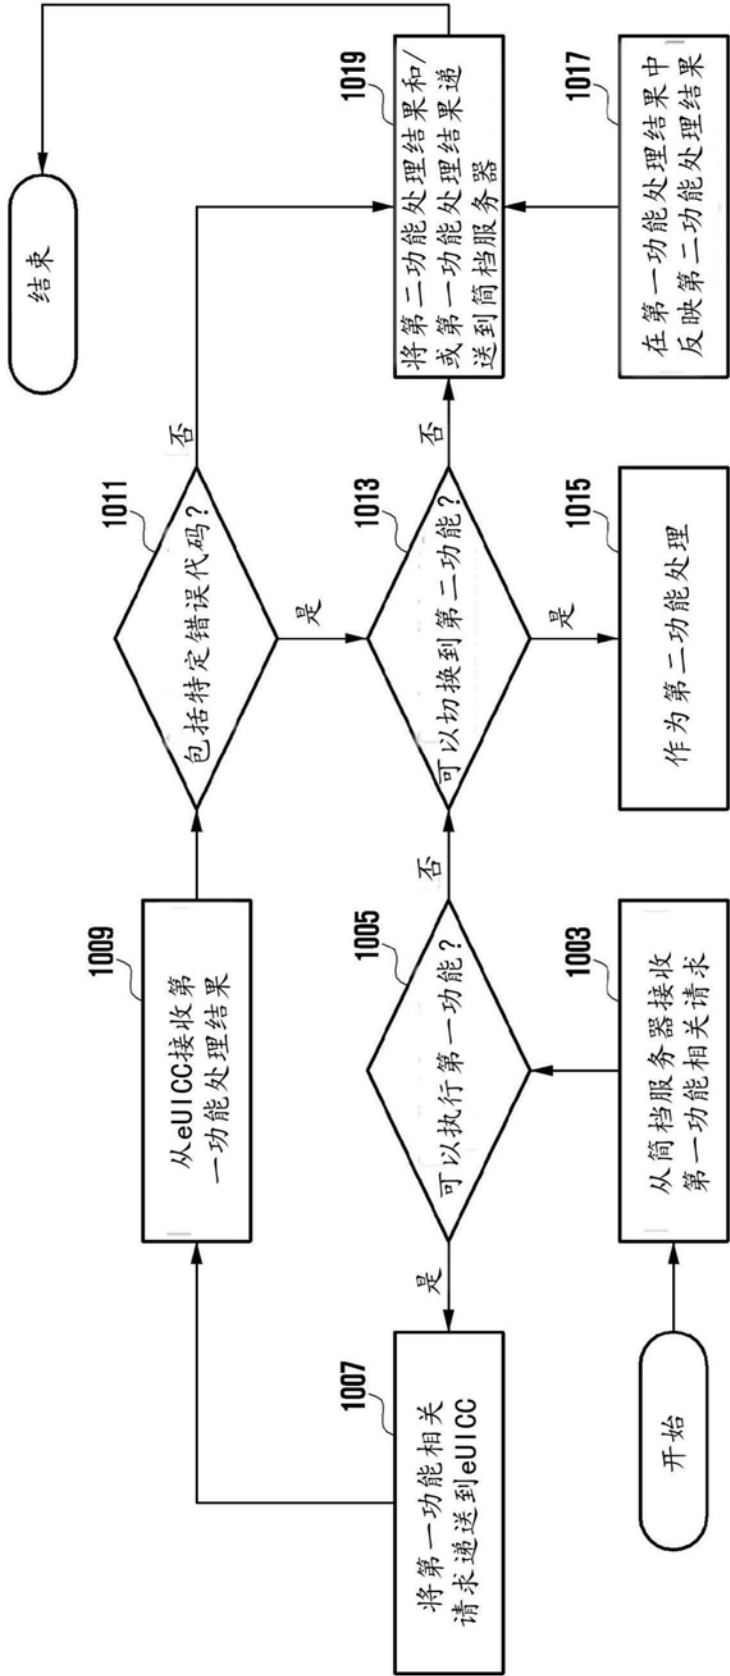 开始
1003
从简档服务器接收
第一功能相关请求
1005
可以执行第一功能?
是
否
1007
将第一功能相关
请求递送到eUICC
1009
从eUICC接收第
一功能处理结果
1011
包括特定错误代码?
是
否
1013
可以切换到第二功能?
是
否
1015
作为第二功能处理
1017
在第一功能处理结果中
反映第二功能处理结果
1019
将第二功能处理结果和/
或第一功能处理结果递
送到简档服务器
结束